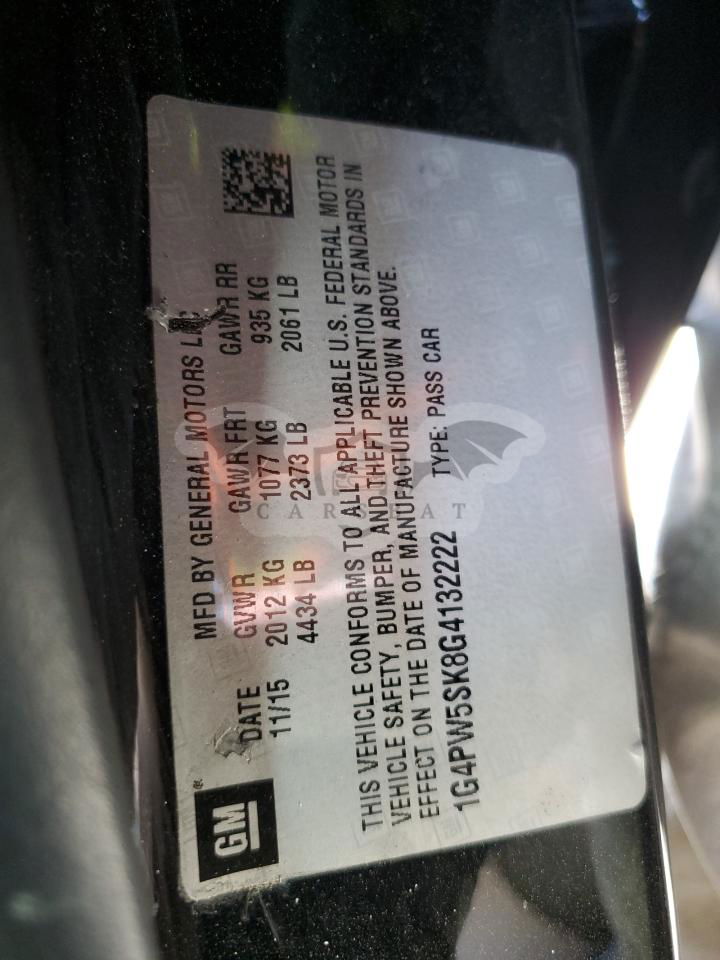 GM
®
MFD BY GENERAL MOTORS LLC
DATE GVWR GAWR FRT GAWR RR
11/15 2012 KG 1077 KG 935 KG
4434 LB 2373 LB 2061 LB
THIS VEHICLE CONFORMS TO ALL APPLICABLE U.S. FEDERAL MOTOR
VEHICLE SAFETY, BUMPER, AND THEFT PREVENTION STANDARDS IN
EFFECT ON THE DATE OF MANUFACTURE SHOWN ABOVE.
1G4PW5SK8G4132222 TYPE: PASS CAR
CARSBAT